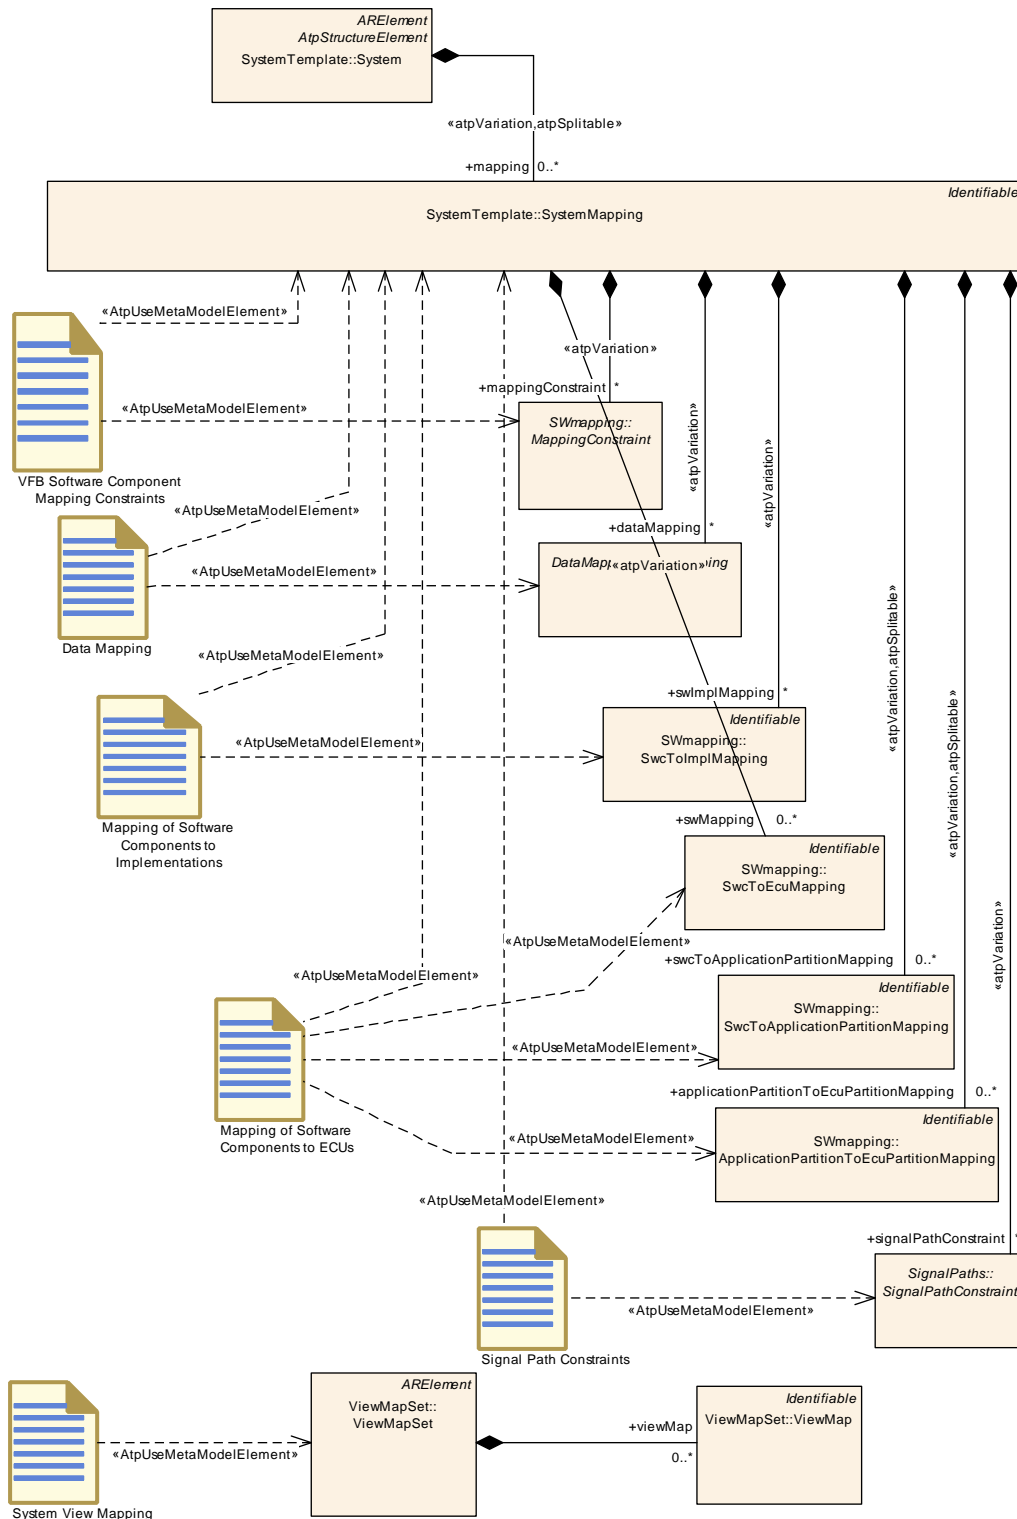 ARElement
AtpStructureElement
SystemTemplate::System
«atpVariation,atpSplitable»
+mapping 0..*
Identifiable
SystemTemplate::SystemMapping
«AtpUseMetaModelElement»
«atpVariation»
+mappingConstraint *
«AtpUseMetaModelElement»
SWmapping::
MappingConstraint
«atpVariation»
«atpVariation»
VFB Software Component
Mapping Constraints
«AtpUseMetaModelElement»
+dataMapping *
«AtpUseMetaModelElement»
«atpVariation»
Data Mapping
«AtpUseMetaModelElement»
«atpVariation,atpSplitable»
«atpVariation,atpSplitable»
+swImplMapping *
Identifiable
SWmapping::
SwcToImplMapping
«AtpUseMetaModelElement»
Mapping of Software
Components to
Implementations
+swMapping 0..*
Identifiable
SWmapping::
SwcToEcuMapping
«atpVariation»
«AtpUseMetaModelElement»
+swcToApplicationPartitionMapping 0..*
«AtpUseMetaModelElement»
Identifiable
SWmapping::
SwcToApplicationPartitionMapping
«AtpUseMetaModelElement»
+applicationPartitionToEcuPartitionMapping 0..*
Identifiable
Mapping of Software
Components to ECUs
«AtpUseMetaModelElement»
SWmapping::
ApplicationPartitionToEcuPartitionMapping
«AtpUseMetaModelElement»
+signalPathConstraint
SignalPaths::
SignalPathConstraint
«AtpUseMetaModelElement»
Signal Path Constraints
ARElement
ViewMapSet::
ViewMapSet
Identifiable
ViewMapSet::ViewMap
+viewMap
0..*
«AtpUseMetaModelElement»
System View Mapping